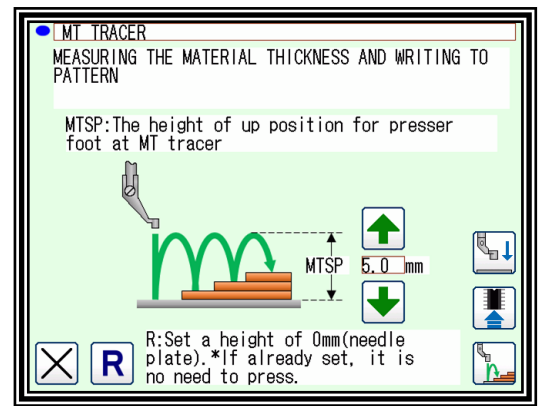 MT TRACER
MEASURING THE MATERIAL THICKNESS AND WRITING TO
PATTERN
MTSP:The height of up position for presser
foot at MT tracer
MTSP 5.0 mm
R:Set a height of 0mm(needle
plate).*If already set, it is
no need to press.
R